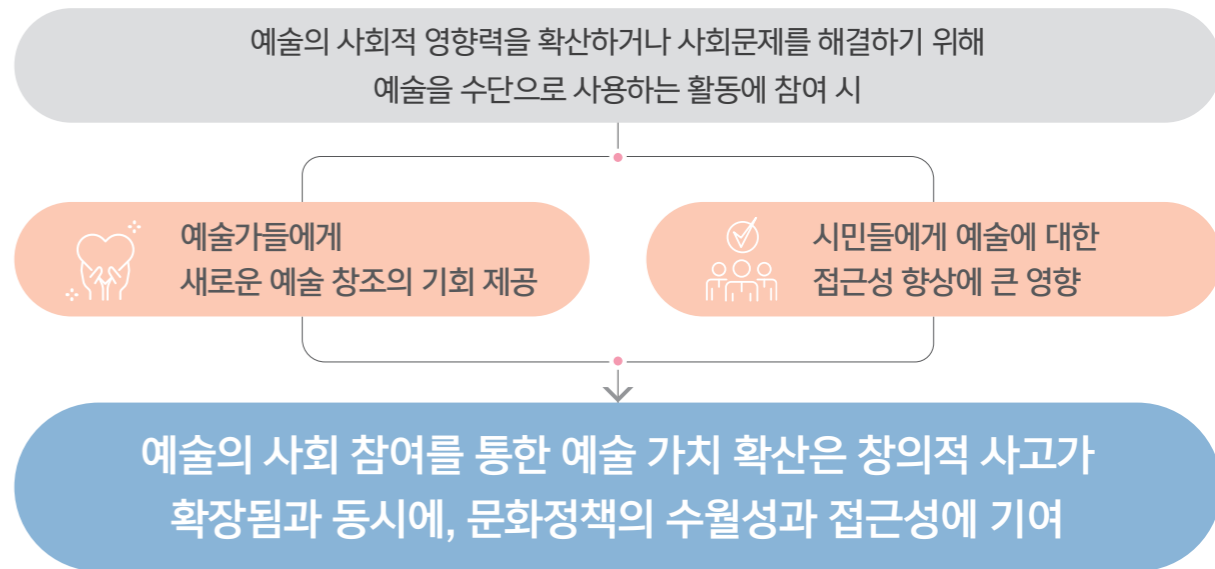 예술의 사회적 영향력을 확산하거나 사회문제를 해결하기 위해
예술을 수단으로 사용하는 활동에 참여 시
예술가들에게
새로운 예술 창조의 기회 제공
시민들에게 예술에 대한
접근성 향상에 큰 영향
예술의 사회 참여를 통한 예술 가치 확산은 창의적 사고가
확장됨과 동시에, 문화정책의 수월성과 접근성에 기여